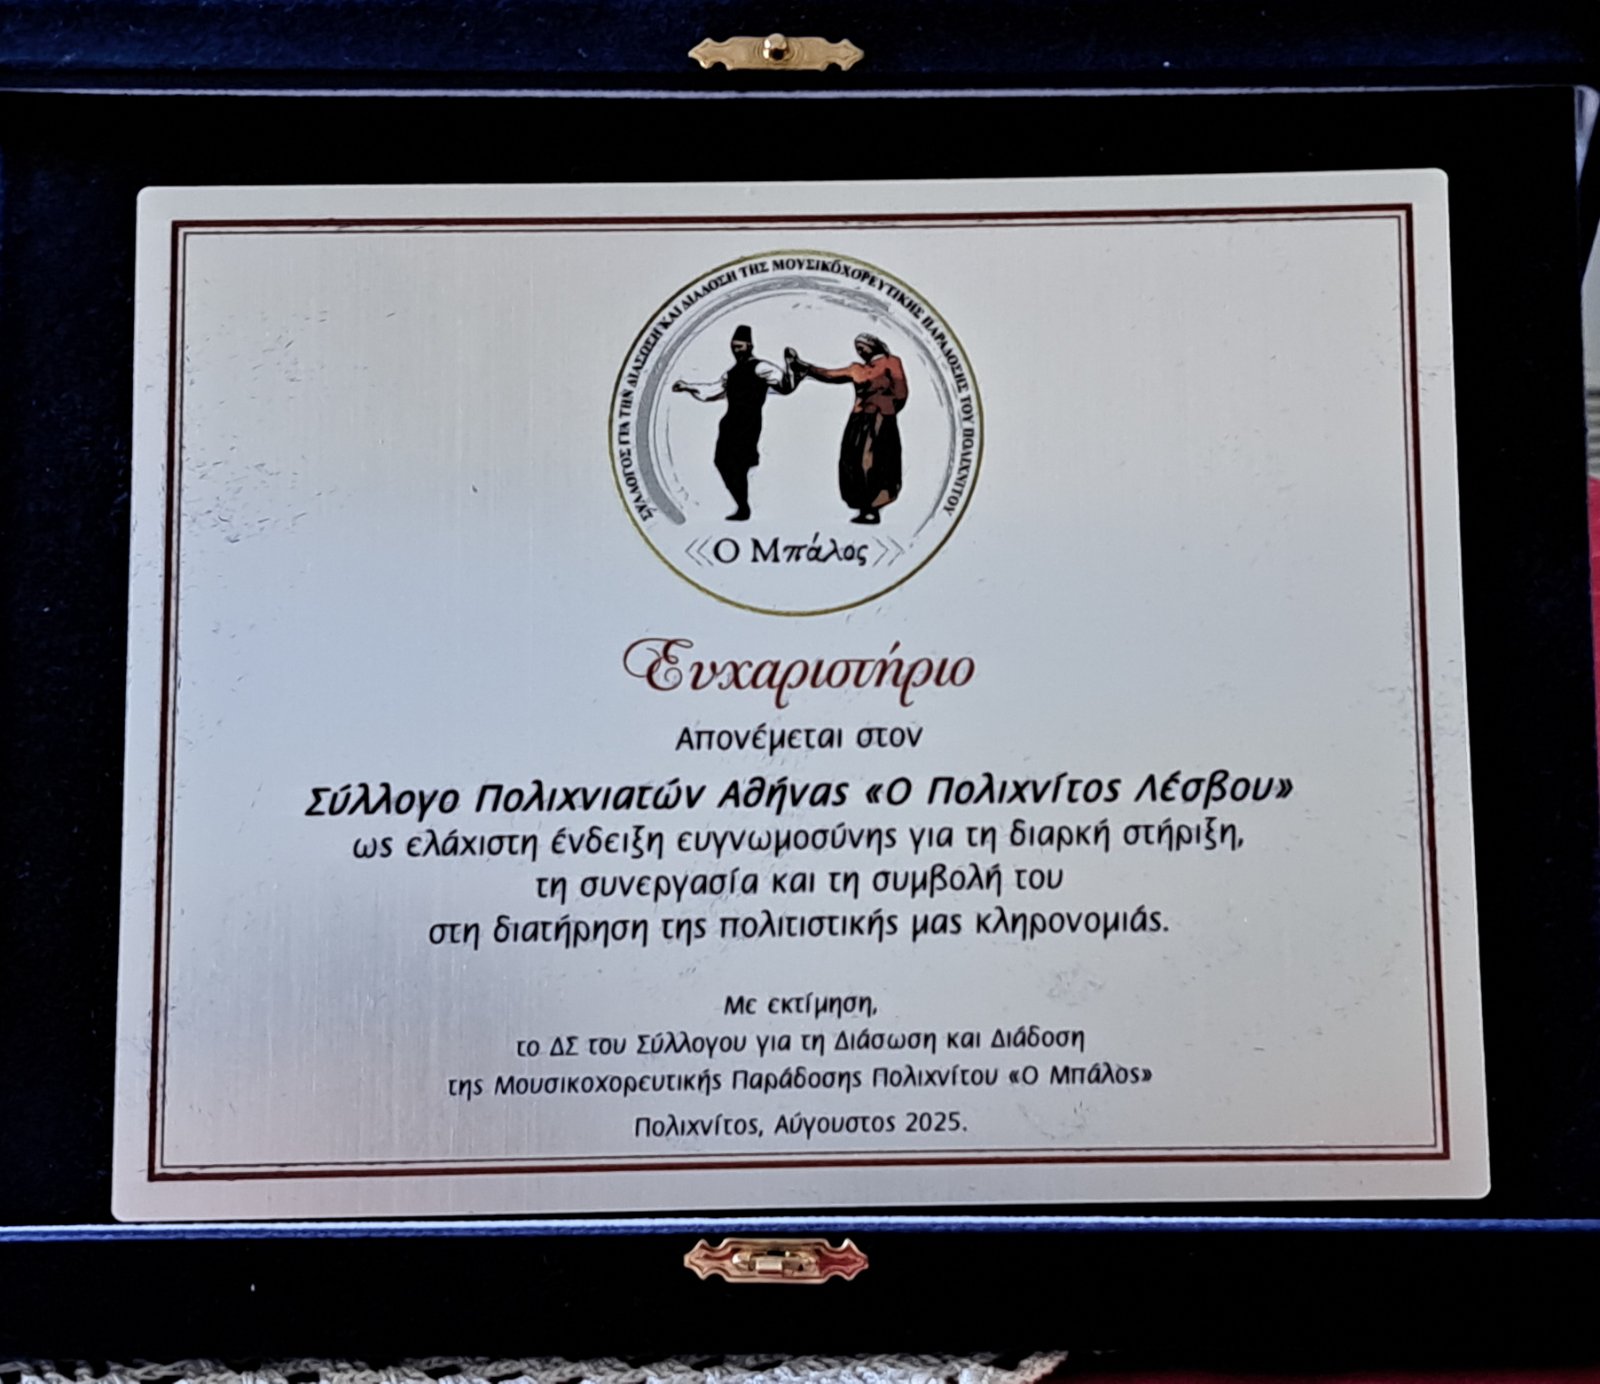 ΣΥΛΛΟΓΟΣ ΓΙΑ ΤΗΝ ΔΙΑΣΩΣΗ ΚΑΙ ΔΙΑΔΟΣΗ ΤΗΣ ΜΟΥΣΙΚΟΧΟΡΕΥΤΙΚΗΣ ΠΑΡΑΔΟΣΗΣ ΤΟΥ ΠΟΛΙΧΝΙΤΟΥ
«Ο Μπάλος»
Ευχαριστήριο
Απονέμεται στον
Σύλλογο Πολιχνιατών Αθήνας «Ο Πολιχνίτος Λέσβου»
ως ελάχιστη ένδειξη ευγνωμοσύνης για τη διαρκή στήριξη,
τη συνεργασία και τη συμβολή του
στη διατήρηση της πολιτιστικής μας κληρονομιάς.
Με εκτίμηση,
το ΔΣ του Σύλλογου για τη Διάσωση και Διάδοση
της Μουσικοχορευτικής Παράδοσης Πολιχνίτου «Ο Μπάλος»
Πολιχνίτος, Αύγουστος 2025.